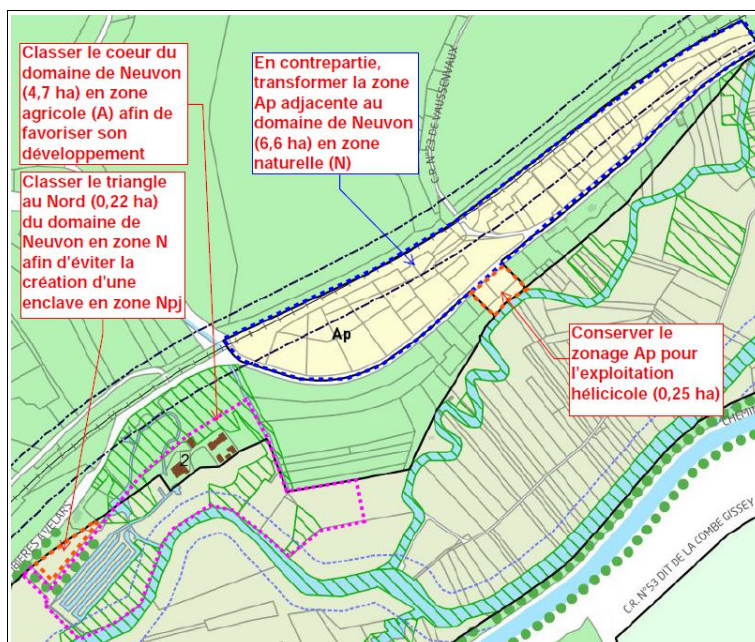 Classer le coeur du
domaine de Neuvon
(4,7 ha) en zone
agricole (A) afin de
favoriser son
développement
Classer le triangle
au Nord (0,22 ha)
du domaine de
Neuvon en zone N
afin d'éviter la
création d'une
enclave en zone Npj
En contrepartie,
transformer la zone
Ap adjacente au
domaine de Neuvon
(6,6 ha) en zone
naturelle (N)
C.R. N°23 DE VAUSSENVAUX
Ap
Conserver le
zonage Ap pour
l'exploitation
hélicicole (0,25 ha)
2
CHEMIN
C.R. N°53 DIT DE LA COMBE GISSEY